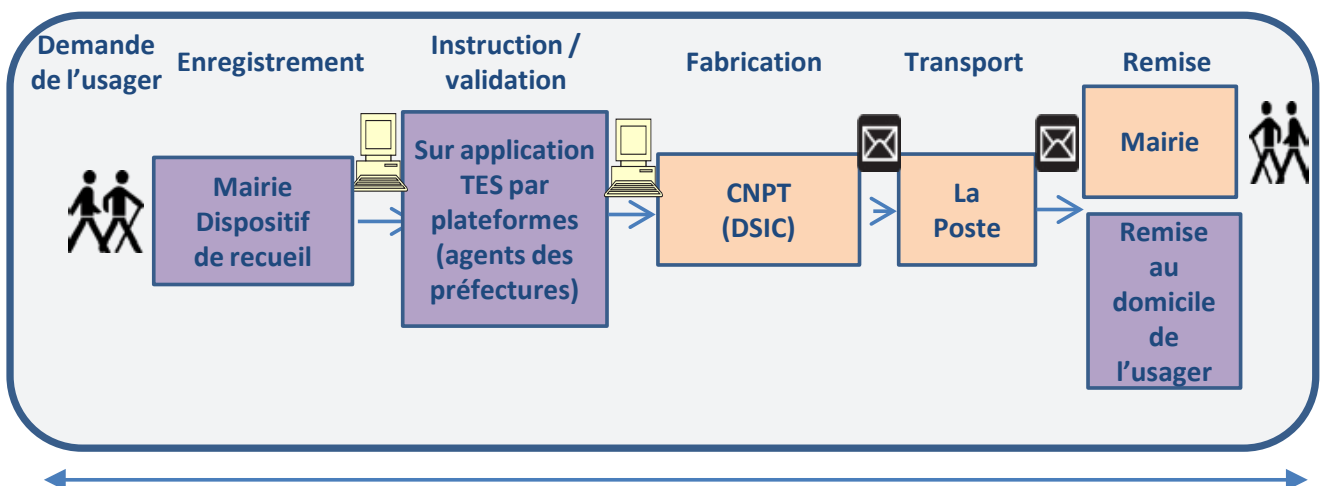 Demande
de l’usager
Enregistrement
Instruction /
validation
Fabrication
Transport
Remise
Mairie
Dispositif
de recueil
Sur application
TES par
plateformes
(agents des
préfectures)
CNPT
(DSIC)
La
Poste
Mairie
Remise
au
domicile
de
l’usager